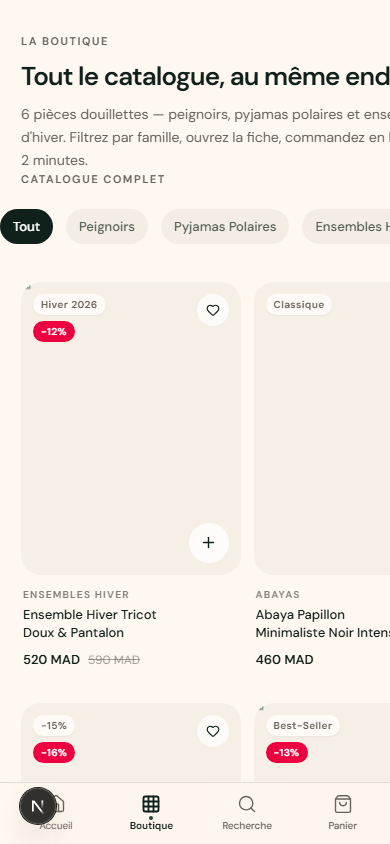 LA BOUTIQUE
Tout le catalogue, au même end
6 pièces douillettes — peignoirs, pyjamas polaires et ense
d'hiver. Filtrez par famille, ouvrez la fiche, commandez en
2 minutes.
CATALOGUE COMPLET
Tout Peignoirs Pyjamas Polaires Ensembles H
Hiver 2026 Classique
-12%
ENSEMBLES HIVER ABAYAS
Ensemble Hiver Tricot Abaya Papillon
Doux & Pantalon Minimaliste Noir Intens
520 MAD 590 MAD 460 MAD
-15% Best-Seller
-16% -13%
N
Accueil Boutique Recherche Panier